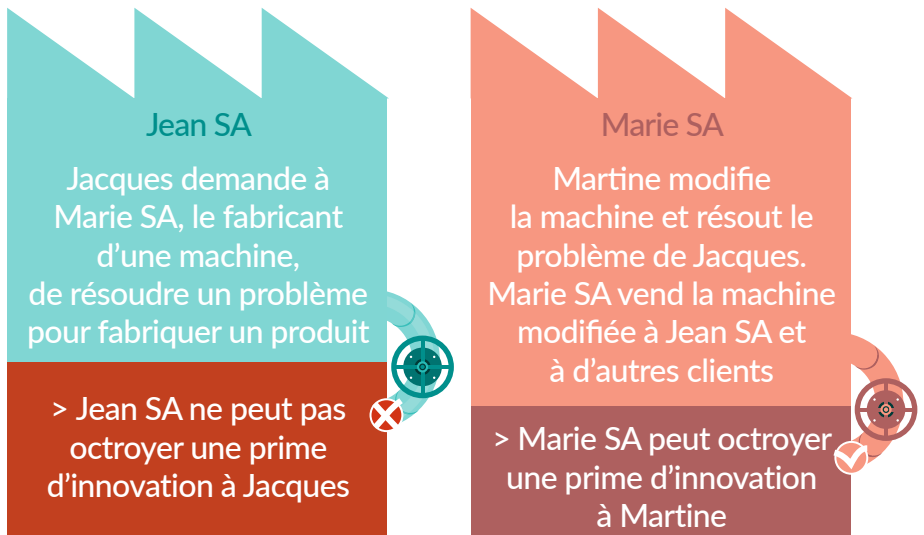 Jean SA
Jacques demande à
Marie SA, le fabricant
d’une machine,
de résoudre un problème
pour fabriquer un produit
> Jean SA ne peut pas
octroyer une prime
d’innovation à Jacques
Marie SA
Martine modifie
la machine et résout le
problème de Jacques.
Marie SA vend la machine
modifiée à Jean SA et
à d’autres clients
> Marie SA peut octroyer
une prime d’innovation
à Martine